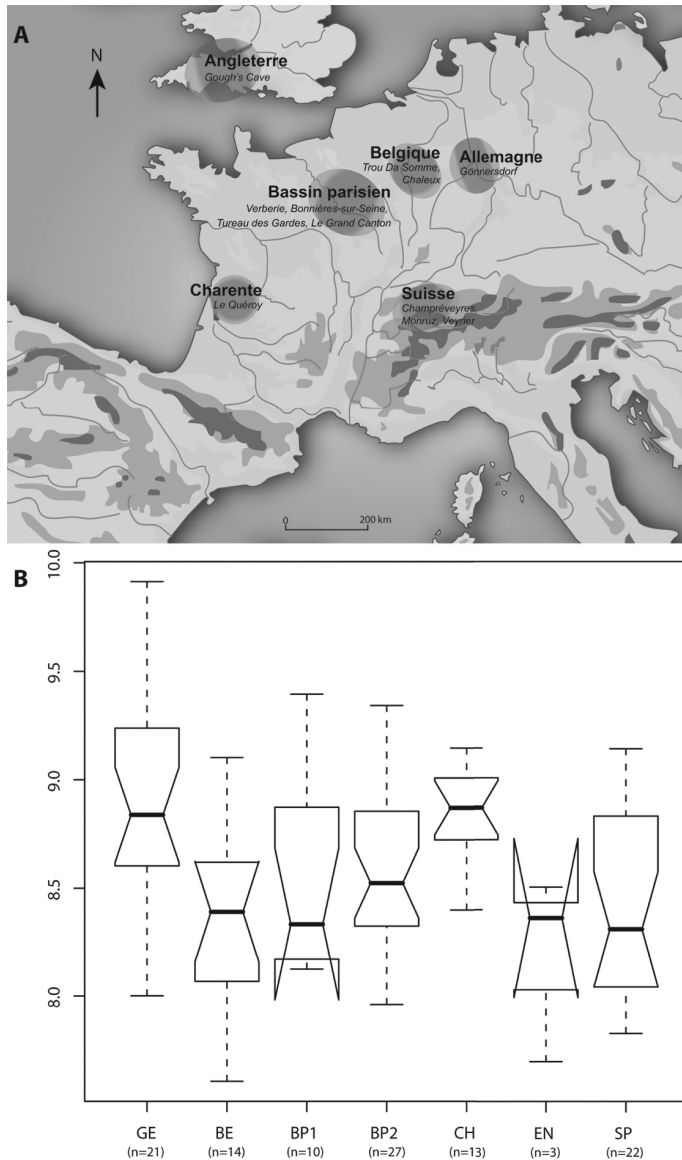 A
N
Angleterre
Gough's Cave
Belgique
Trou Da Somme,
Chaleux
Allemagne
Gönnersdorf
Bassin parisien
Verberie, Bonnières-sur-Seine,
Tureau des Gardes, Le Grand Canton
Charente
Le Quéroy
Suisse
Champréveyres,
Monruz, Veyrier
0 200 km
B
10.0
9.5
9.0
8.5
8.0
GE BE BP1 BP2 CH EN SP
(n=21) (n=14) (n=10) (n=27) (n=13) (n=3) (n=22)